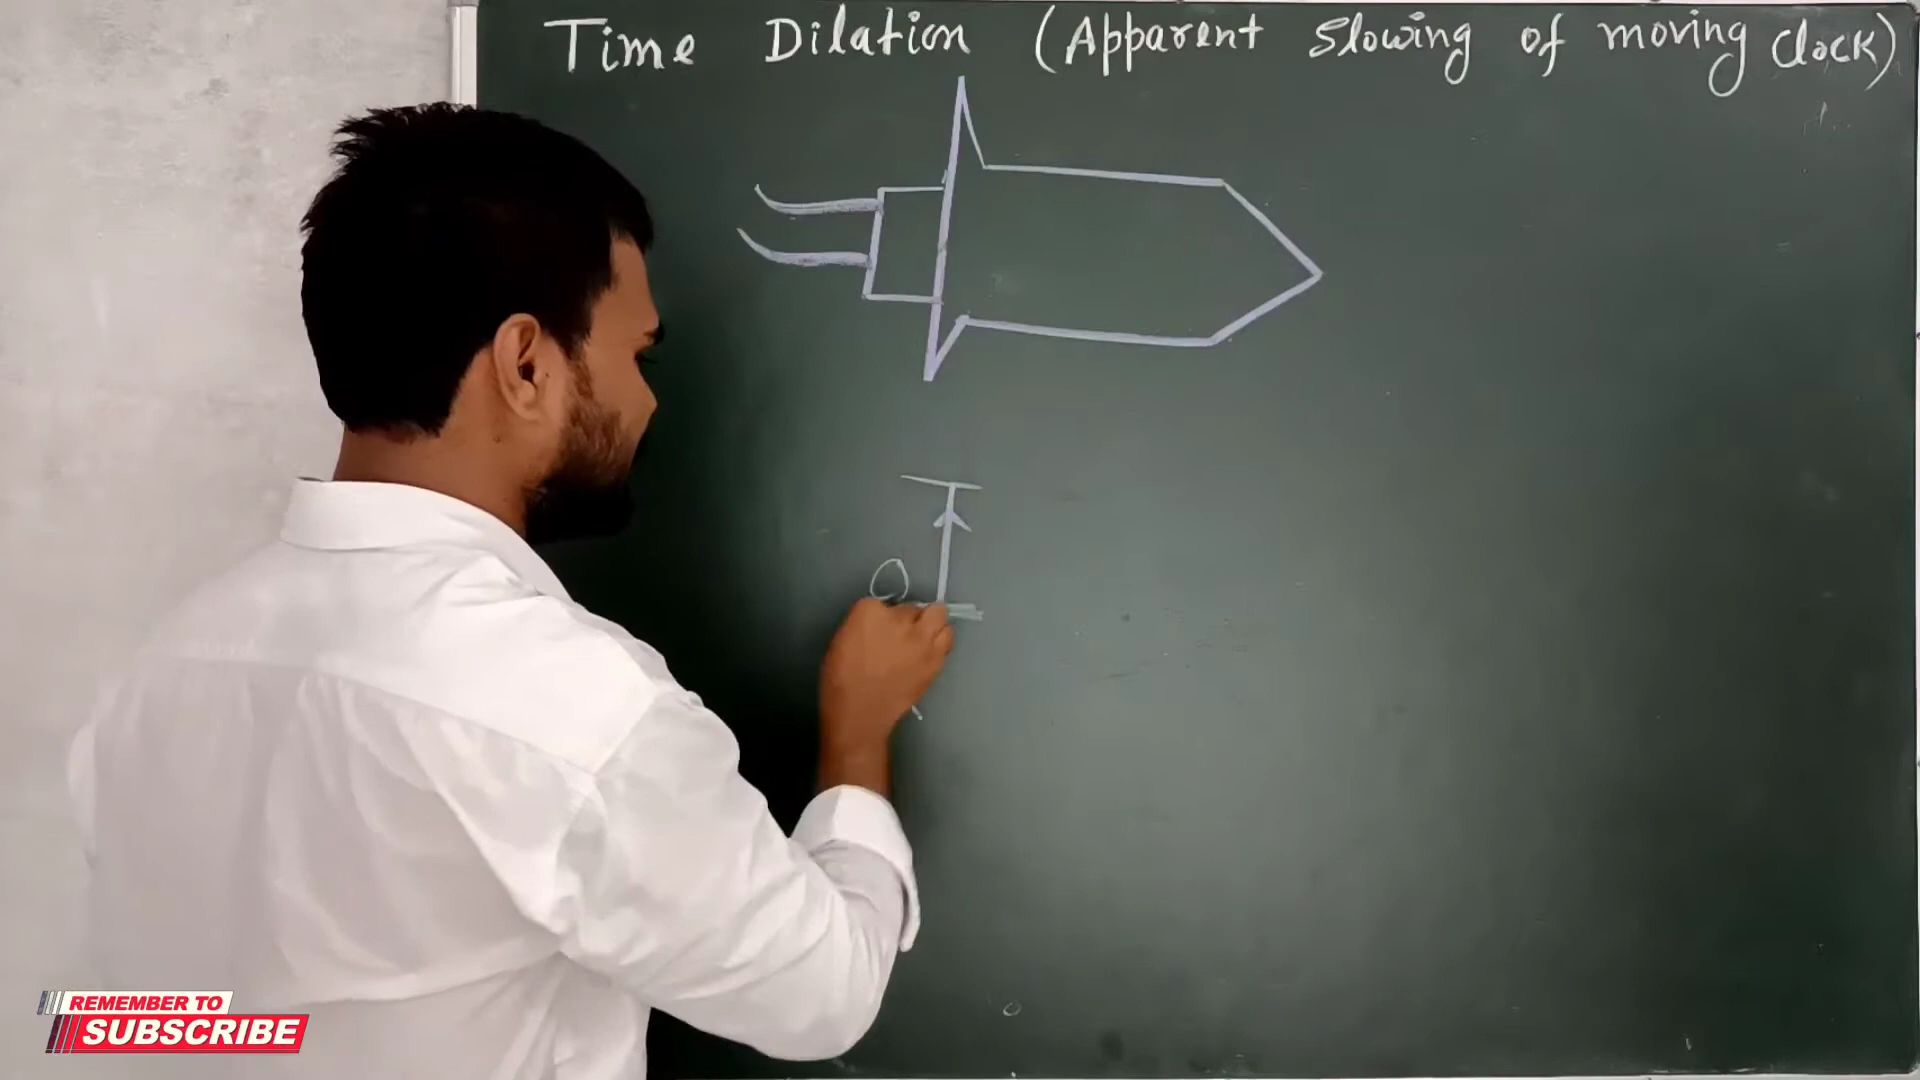 Time Dilation (Apparent Slowing of moving Clock)
REMEMBER TO
SUBSCRIBE